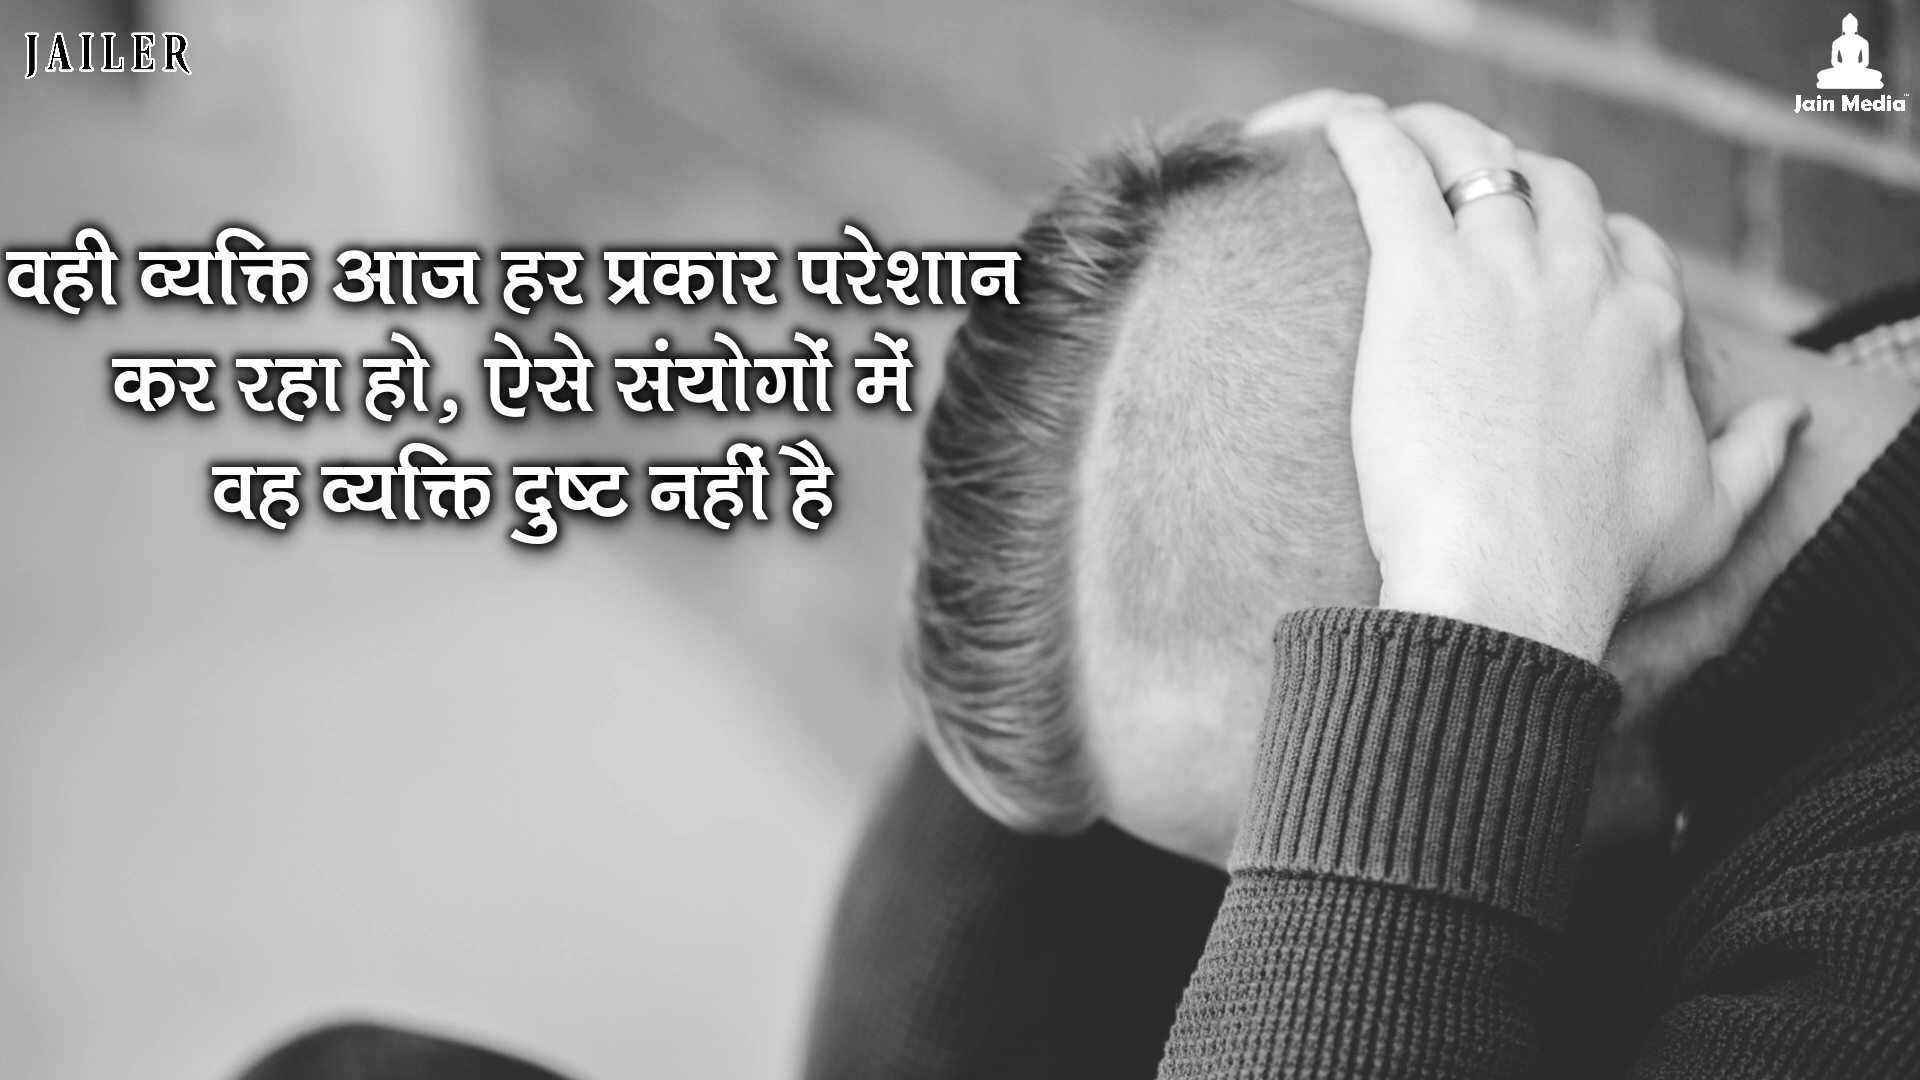 JAILER
Jain Media
वही व्यक्ति आज हर प्रकार परेशान
कर रहा हो, ऐसे संयोगों में
वह व्यक्ति दुष्ट नहीं है